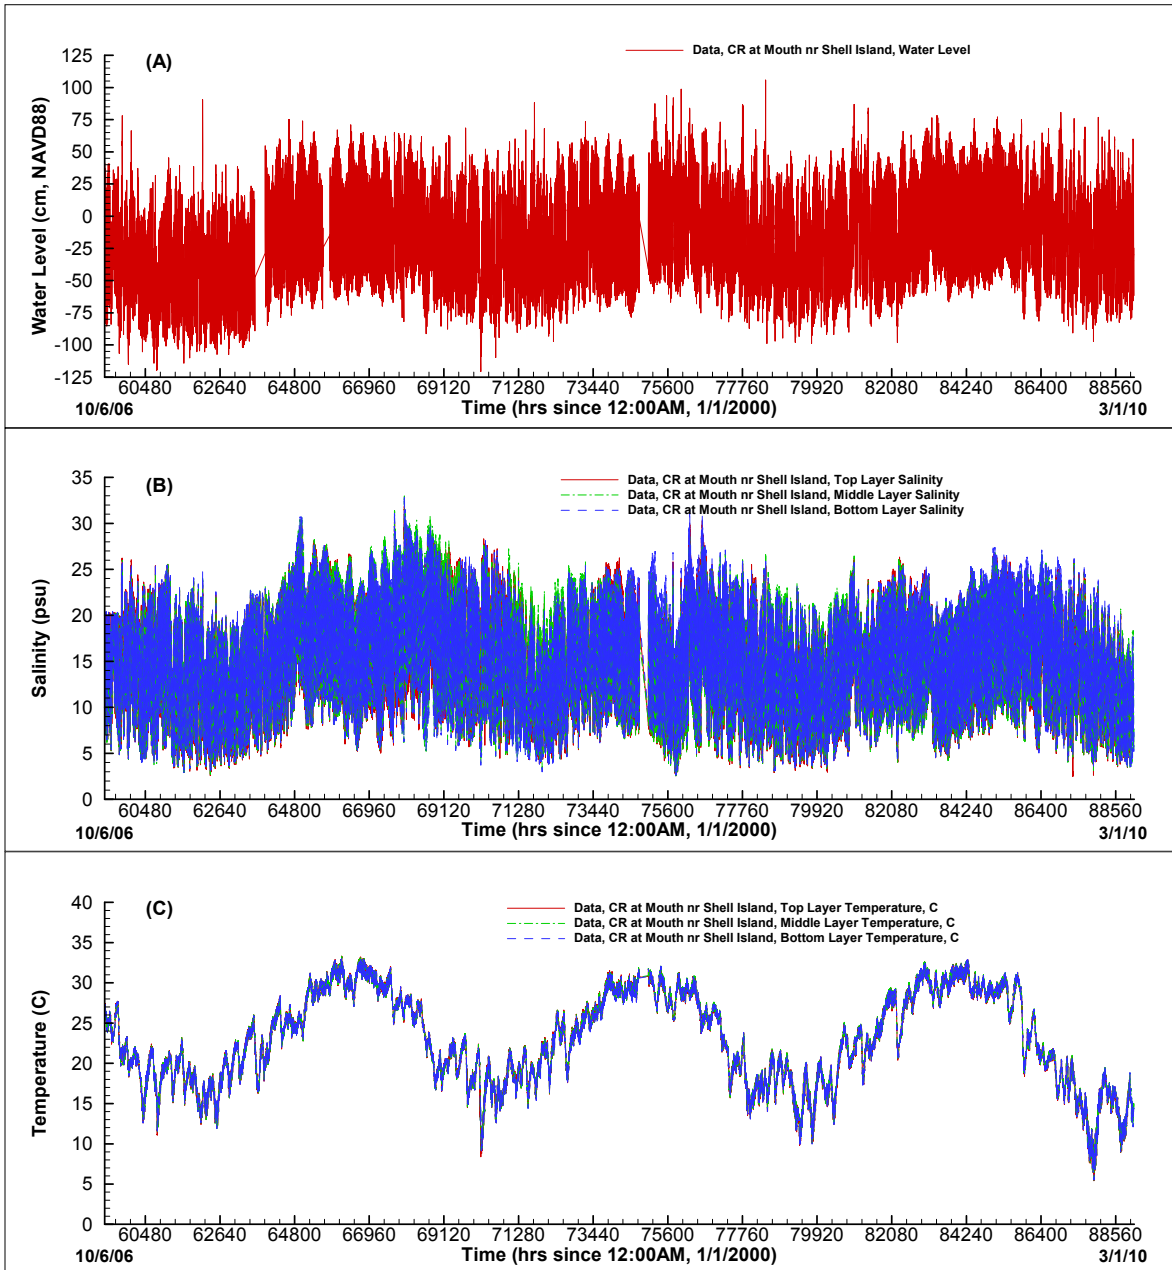 (A)
Data, CR at Mouth nr Shell Island, Water Level
125
100
75
50
25
0
-25
-50
-75
-100
-125
Water Level (cm, NAVD88)
60480 62640 64800 66960 69120 71280 73440 75600 77760 79920 82080 84240 86400 88560
10/6/06 Time (hrs since 12:00AM, 1/1/2000) 3/1/10
(B)
Data, CR at Mouth nr Shell Island, Top Layer Salinity
Data, CR at Mouth nr Shell Island, Middle Layer Salinity
Data, CR at Mouth nr Shell Island, Bottom Layer Salinity
35
30
25
20
15
10
5
0
Salinity (psu)
60480 62640 64800 66960 69120 71280 73440 75600 77760 79920 82080 84240 86400 88560
10/6/06 Time (hrs since 12:00AM, 1/1/2000) 3/1/10
(C)
Data, CR at Mouth nr Shell Island, Top Layer Temperature, C
Data, CR at Mouth nr Shell Island, Middle Layer Temperature, C
Data, CR at Mouth nr Shell Island, Bottom Layer Temperature, C
40
35
30
25
20
15
10
5
0
Temperature (C)
60480 62640 64800 66960 69120 71280 73440 75600 77760 79920 82080 84240 86400 88560
10/6/06 Time (hrs since 12:00AM, 1/1/2000) 3/1/10